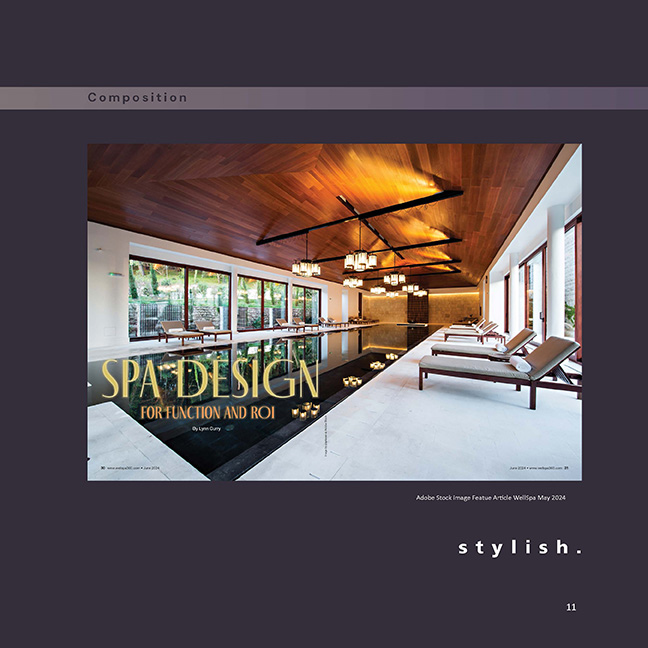 Composition
SPA DESIGN
FOR FUNCTION AND ROI
By Lynn Curry
30 www.wellspa360.com • June 2024
June 2024 • www.wellspa360.com 31
Adobe Stock Image Featue Article WellSpa May 2024
stylish.
11